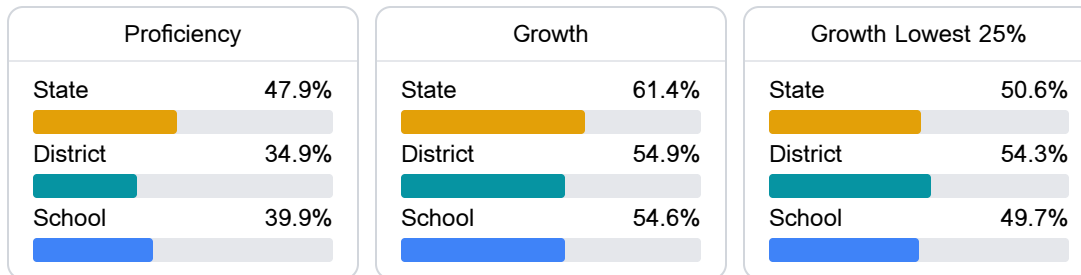 Proficiency
State 47.9%
District 34.9%
School 39.9%
Growth
State 61.4%
District 54.9%
School 54.6%
Growth Lowest 25%
State 50.6%
District 54.3%
School 49.7%